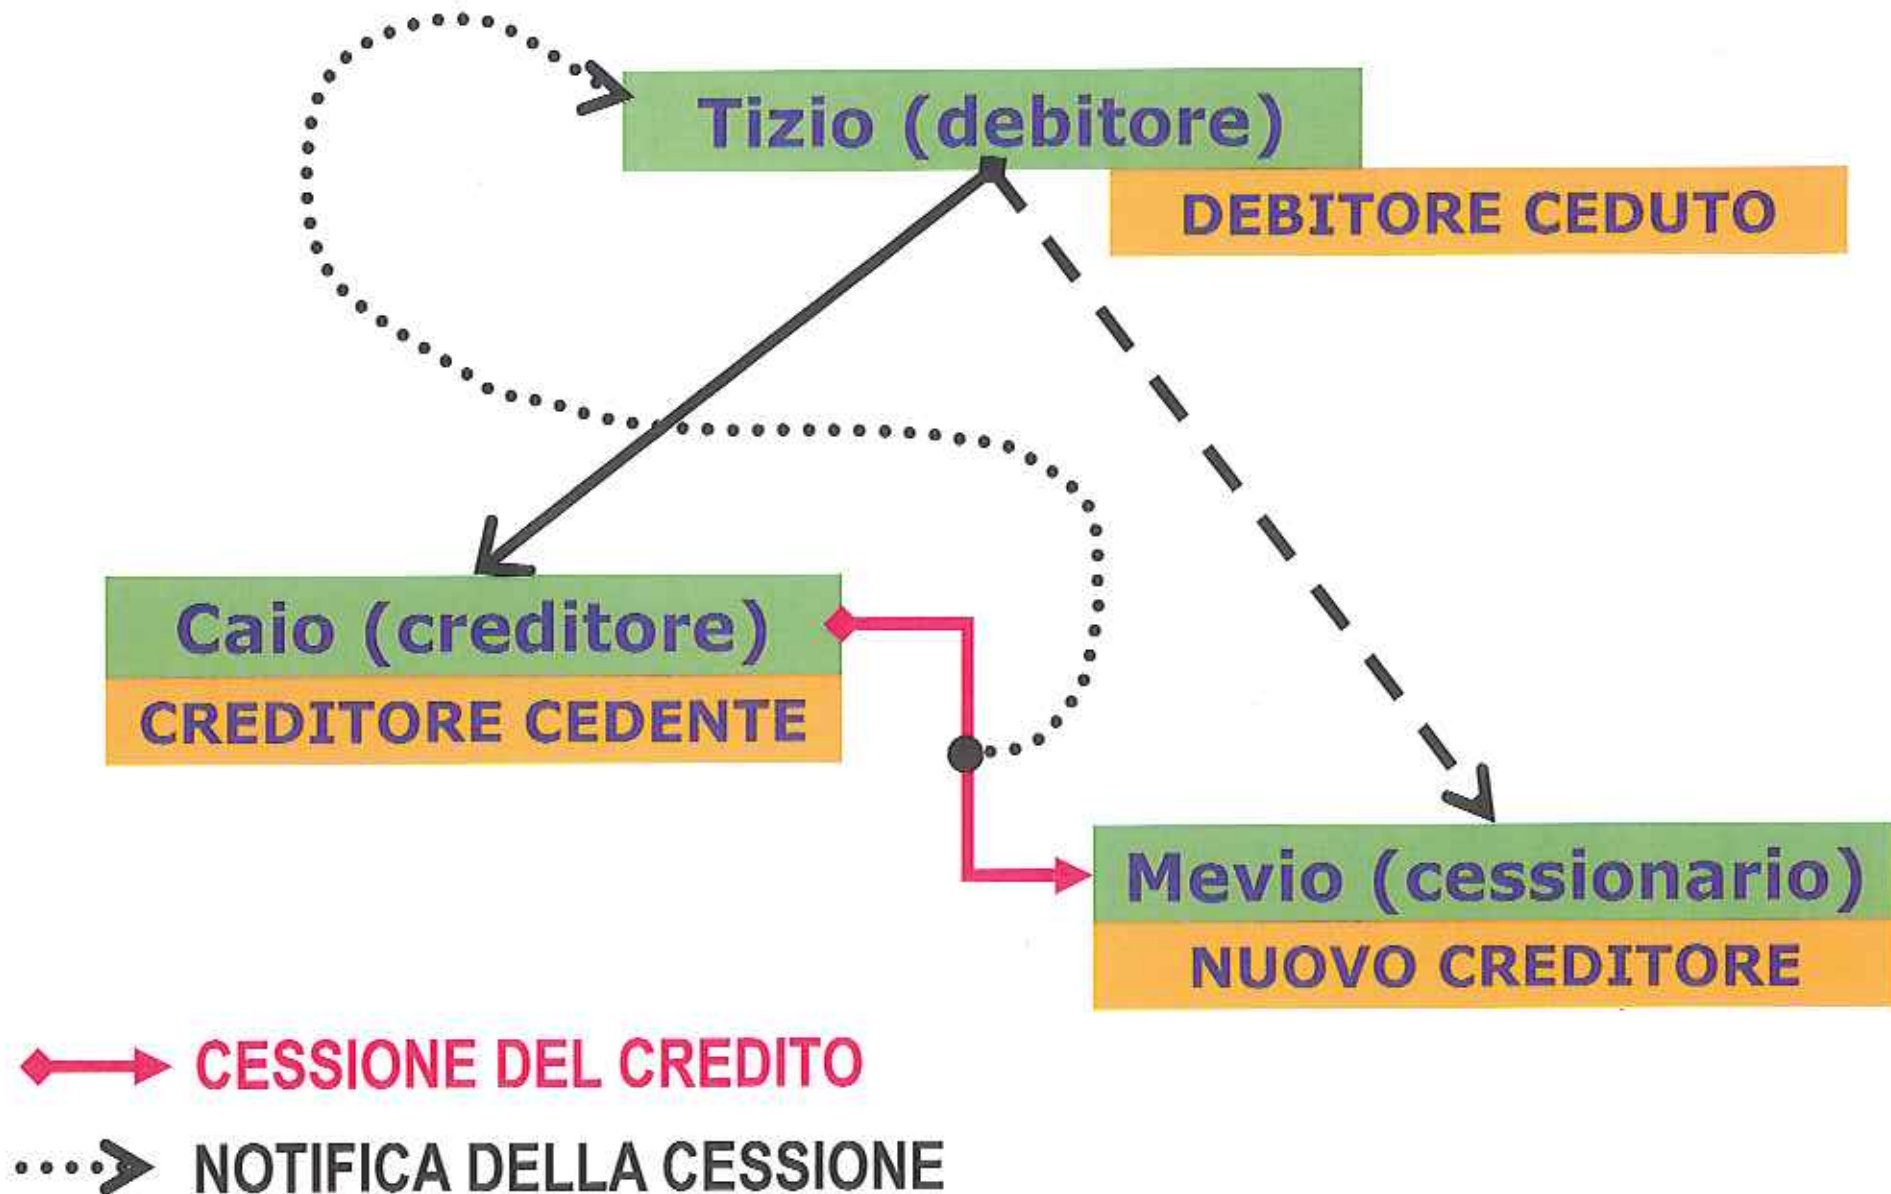 Tizio (debitore)
DEBITORE CEDUTO
Caio (creditore)
CREDITORE CEDENTE
Mevio (cessionario)
NUOVO CREDITORE
CESSIONE DEL CREDITO
NOTIFICA DELLA CESSIONE